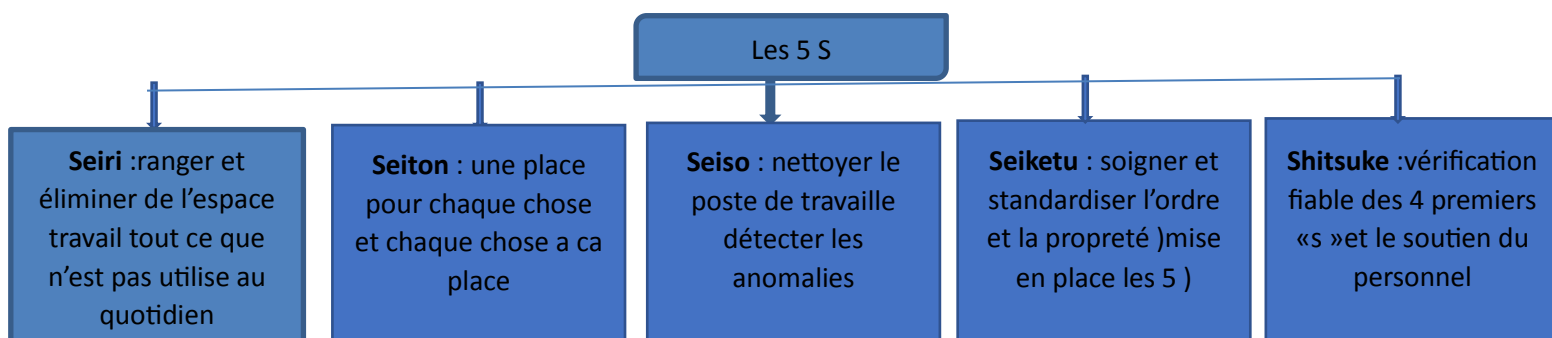 Les 5 S
Seiri :ranger et
éliminer de l'espace
travail tout ce que
n'est pas utilise au
quotidien
Seiton : une place
pour chaque chose
et chaque chose a ca
place
Seiso : nettoyer le
poste de travaille
détecter les
anomalies
Seiketu : soigner et
standardiser l'ordre
et la propreté )mise
en place les 5 )
Shitsuke :vérification
fiable des 4 premiers
«s »et le soutien du
personnel